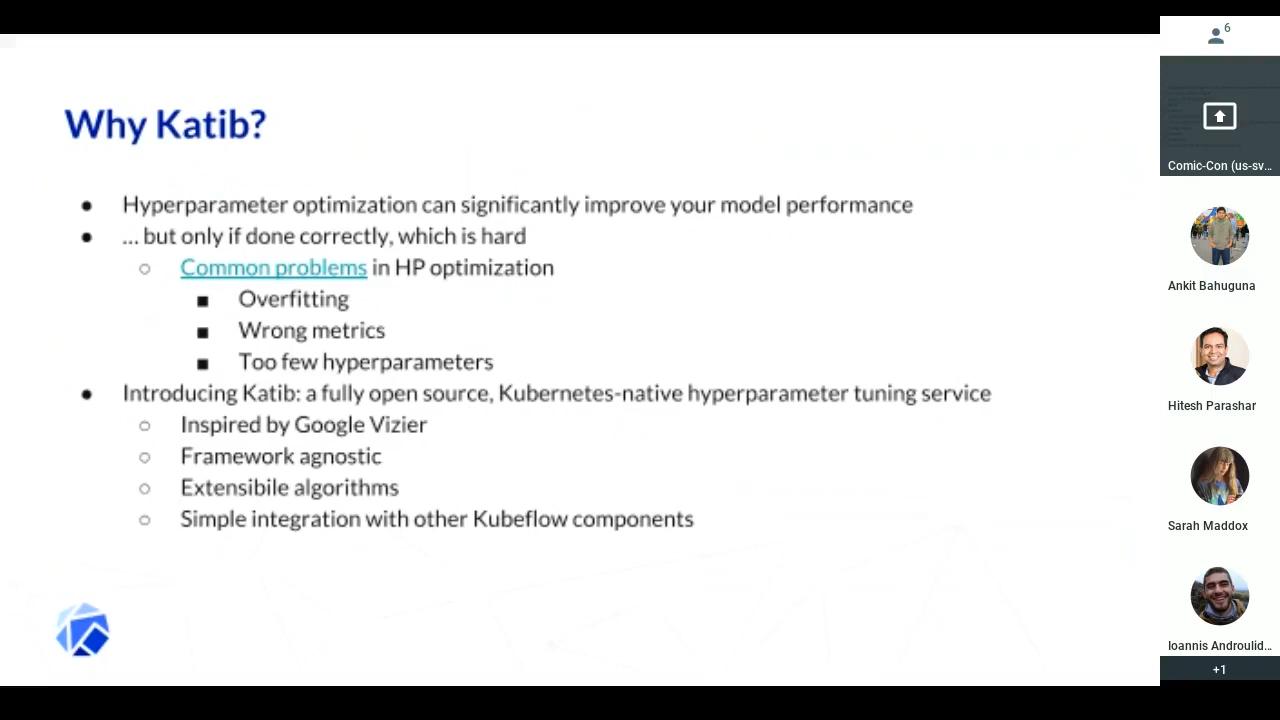 Why Katib?
● Hyperparameter optimization can significantly improve your model performance
● ... but only if done correctly, which is hard
○ Common problems in HP optimization
■ Overfitting
■ Wrong metrics
■ Too few hyperparameters
● Introducing Katib: a fully open source, Kubernetes-native hyperparameter tuning service
○ Inspired by Google Vizier
○ Framework agnostic
○ Extensibile algorithms
○ Simple integration with other Kubeflow components
6
Comic-Con (us-sv...
Ankit Bahuguna
Hitesh Parashar
Sarah Maddox
Ioannis Androulid...
+1